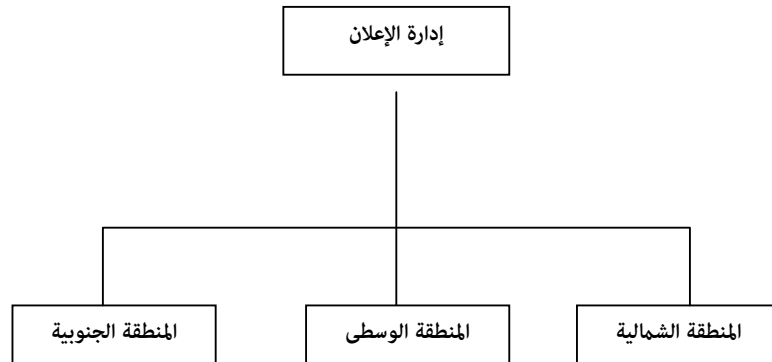 إدارة الإعلان
المنطقة الشمالية
المنطقة الوسطى
المنطقة الجنوبية